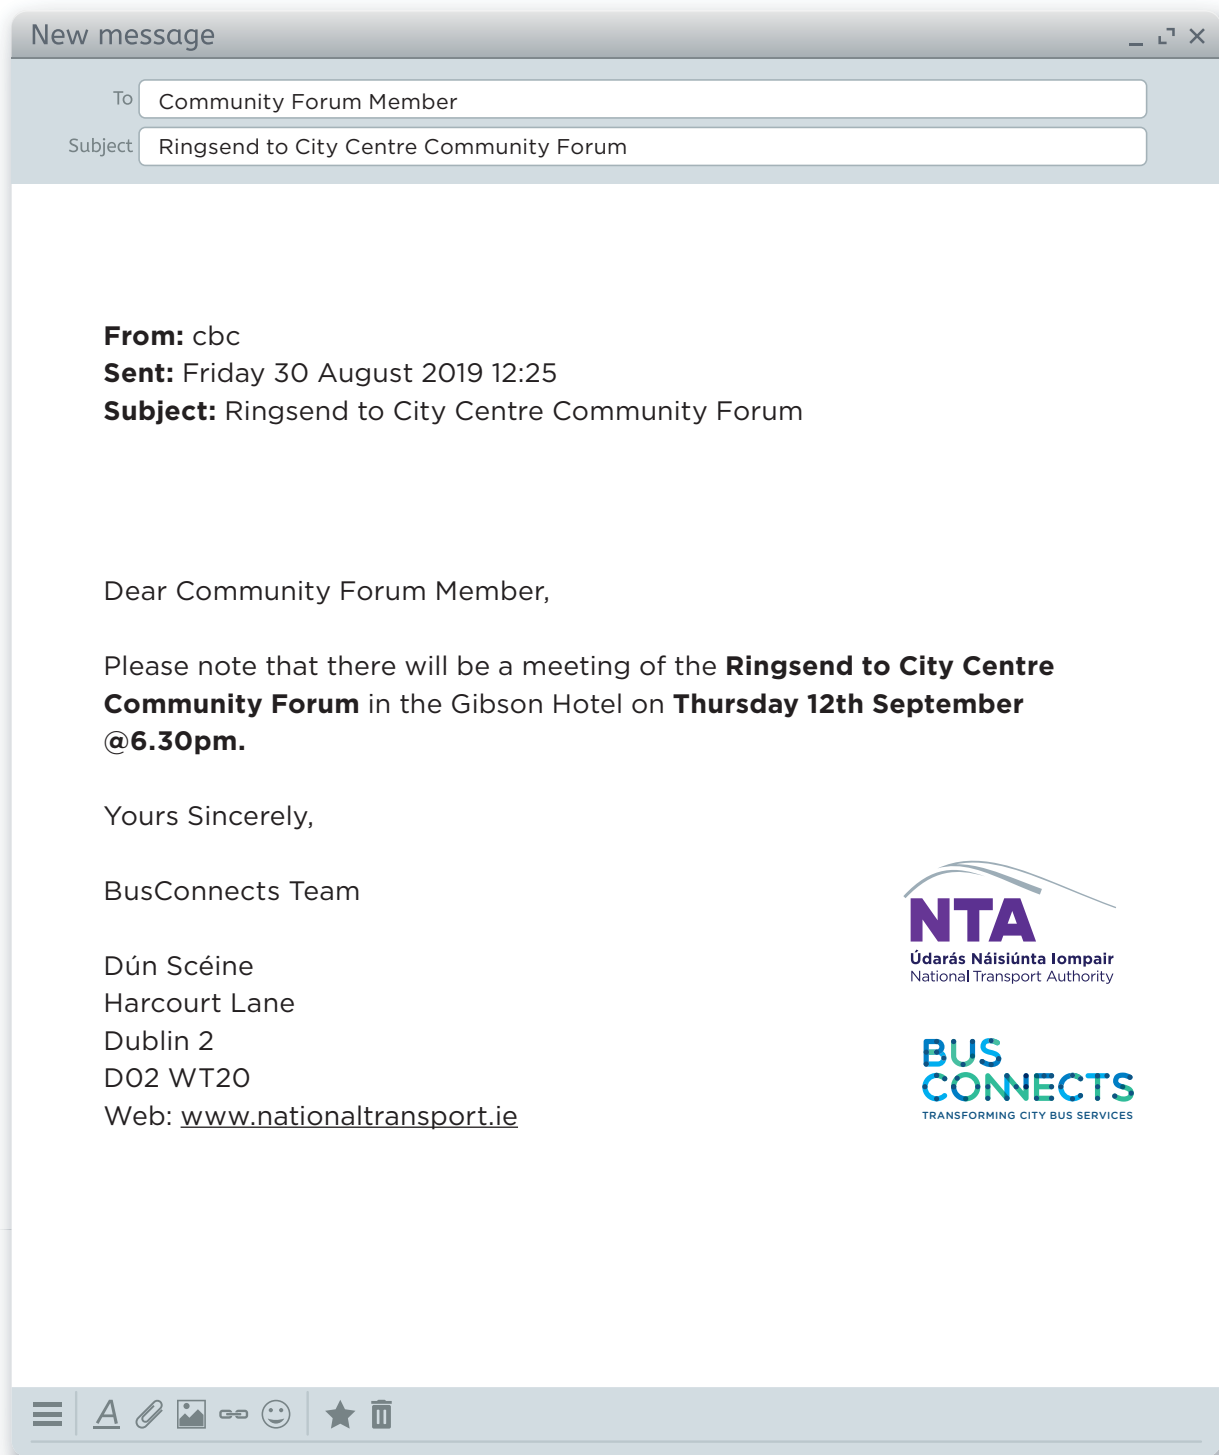 New message
To Community Forum Member
Subject Ringsend to City Centre Community Forum
From: cbc
Sent: Friday 30 August 2019 12:25
Subject: Ringsend to City Centre Community Forum
Dear Community Forum Member,
Please note that there will be a meeting of the Ringsend to City Centre
Community Forum in the Gibson Hotel on Thursday 12th September
@6.30pm.
Yours Sincerely,
BusConnects Team
Dún Scéine
Harcourt Lane
Dublin 2
D02 WT20
Web: www.nationaltransport.ie
NTA
Údarás Náisiúnta Iompair
National Transport Authority
BUS
CONNECTS
TRANSFORMING CITY BUS SERVICES
A